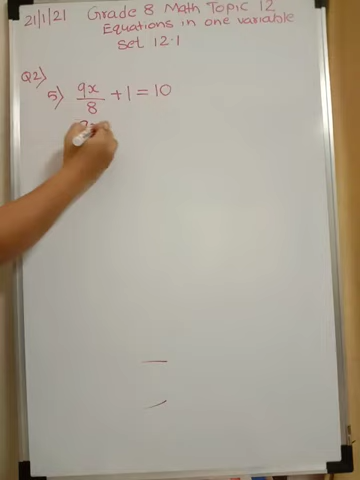 21/1/21 Grade 8 Math Topic 12
Equations in one variable
Set 12.1
Q2)
5) 9x/8 + 1 = 10